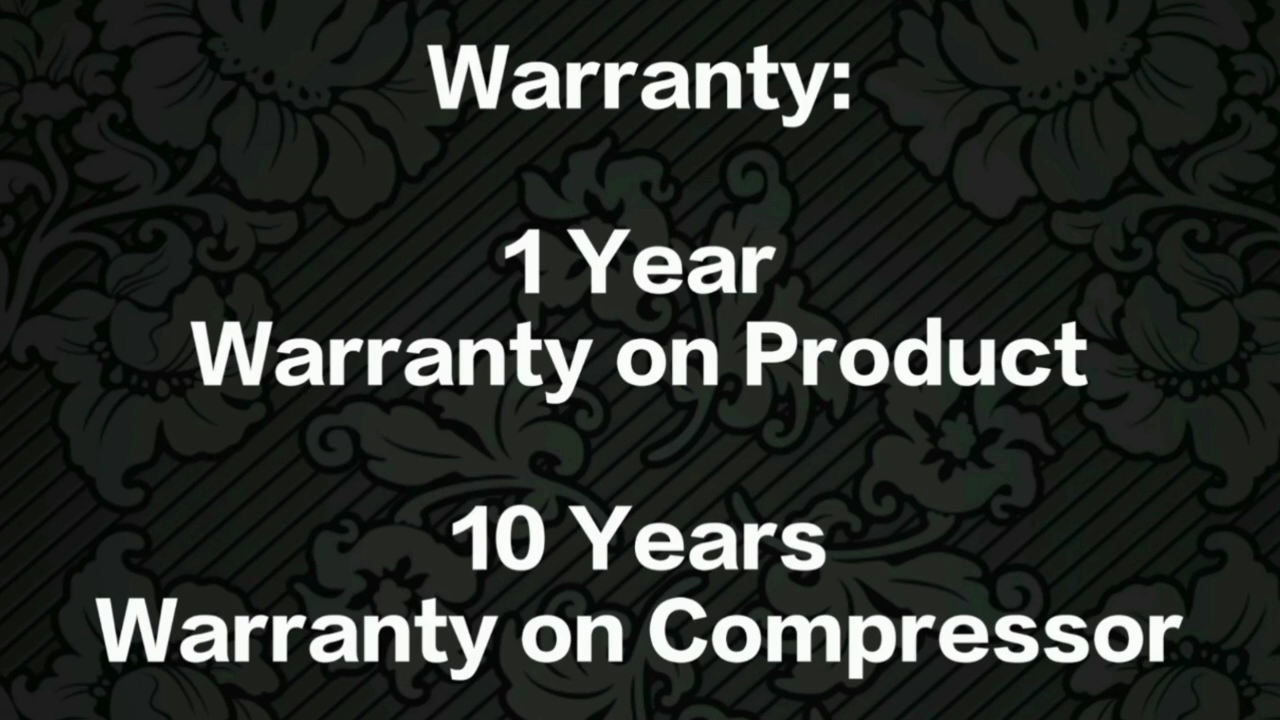 Warranty:
1 Year
Warranty on Product
10 Years
Warranty on Compressor